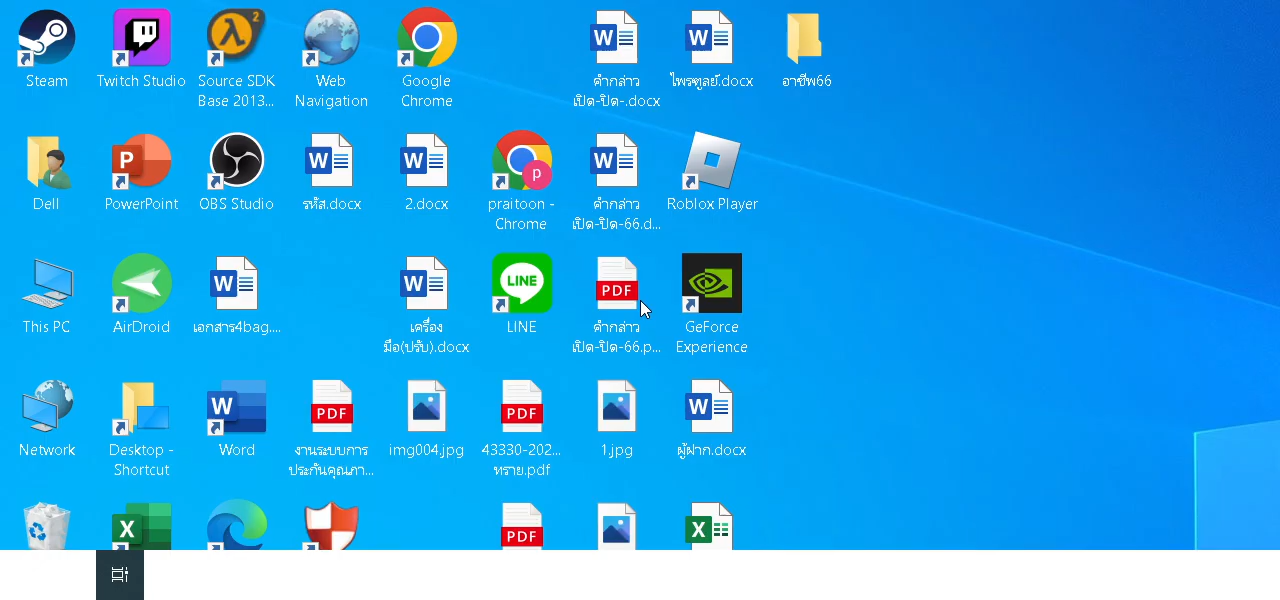 Steam
Twitch Studio
Source SDK
Base 2013...
Web
Navigation
Google
Chrome
คำกล่าว
เปิด-ปิด-.docx
ไพรฑูลย์.docx
อาชีพ66
Dell
PowerPoint
OBS Studio
รหัส.docx
2.docx
praitoon -
Chrome
คำกล่าว
เปิด-ปิด-66.d...
Roblox Player
This PC
AirDroid
เอกสาร4bag....
เครื่อง
มือ(ปรับ).docx
LINE
คำกล่าว
เปิด-ปิด-66.p...
GeForce
Experience
Network
Desktop -
Shortcut
Word
งานระบบการ
ประกันคุณภา...
img004.jpg
43330-202...
ทราย.pdf
1.jpg
ผู้ฝาก.docx